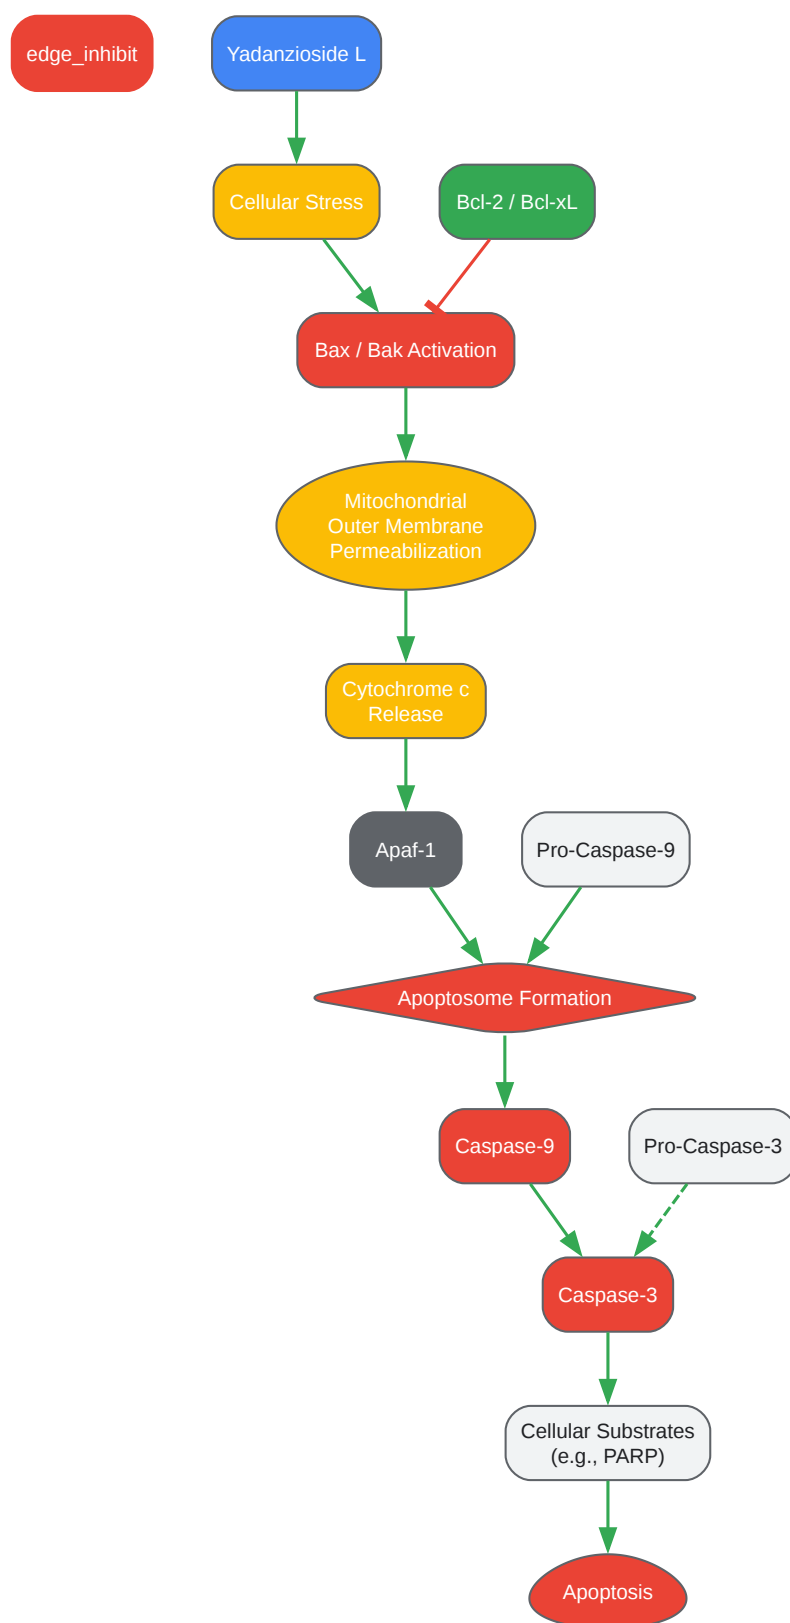 edge_inhibit
Yadanzioside L
Cellular Stress
Bcl-2 / Bcl-xL
Bax / Bak Activation
Mitochondrial
Outer Membrane
Permeabilization
Cytochrome c
Release
Apaf-1
Pro-Caspase-9
Apoptosome Formation
Caspase-9
Pro-Caspase-3
Caspase-3
Cellular Substrates
(e.g., PARP)
Apoptosis